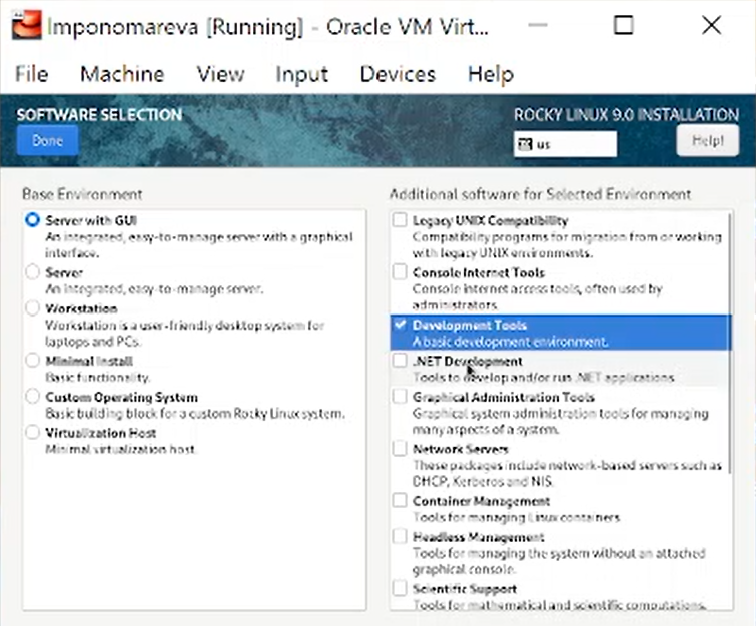 Imponomareva [Running] - Oracle VM Virt...
File Machine View Input Devices Help
SOFTWARE SELECTION
ROCKY LINUX 9.0 INSTALLATION
Done
us
Help!
Base Environment
Server with GUI
An integrated, easy-to-manage server with a graphical
interface.
Server
An integrated, easy-to-manage server.
Workstation
Workstation is a user-friendly desktop system for
laptops and PCs.
Minimal Install
Basic functionality.
Custom Operating System
Basic building block for a custom Rocky Linux system.
Virtualization Host
Minimal virtualization host.
Additional software for Selected Environment
Legacy UNIX Compatibility
Compatibility programs for migration from or working
with legacy UNIX environments.
Console Internet Tools
Console internet access tools, often used by
administrators.
Development Tools
A basic development environment.
.NET Development
Tools to develop and/or run .NET applications
Graphical Administration Tools
Graphical system administration tools for managing
many aspects of a system.
Network Servers
These packages include network-based servers such as
DHCP, Kerberos and NIS.
Container Management
Tools for managing Linux containers
Headless Management
Tools for managing the system without an attached
graphical console.
Scientific Support
Tools for mathematical and scientific computations.